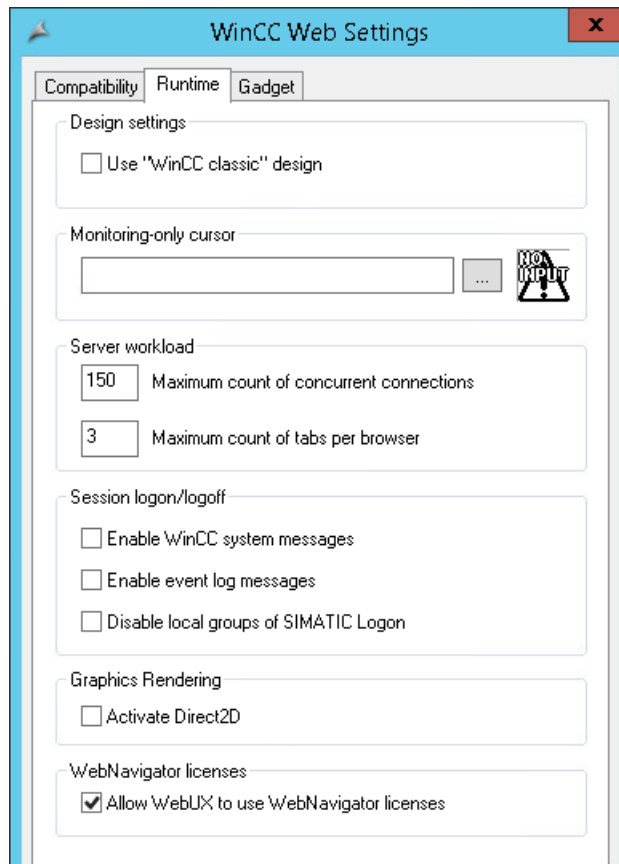 WinCC Web Settings
x
Compatibility Runtime Gadget
Design settings
Use "WinCC classic" design
Monitoring-only cursor
...
NO
INPUT
!
Server workload
150 Maximum count of concurrent connections
3 Maximum count of tabs per browser
Session logon/logoff
Enable WinCC system messages
Enable event log messages
Disable local groups of SIMATIC Logon
Graphics Rendering
Activate Direct2D
WebNavigator licenses
Allow WebUX to use WebNavigator licenses